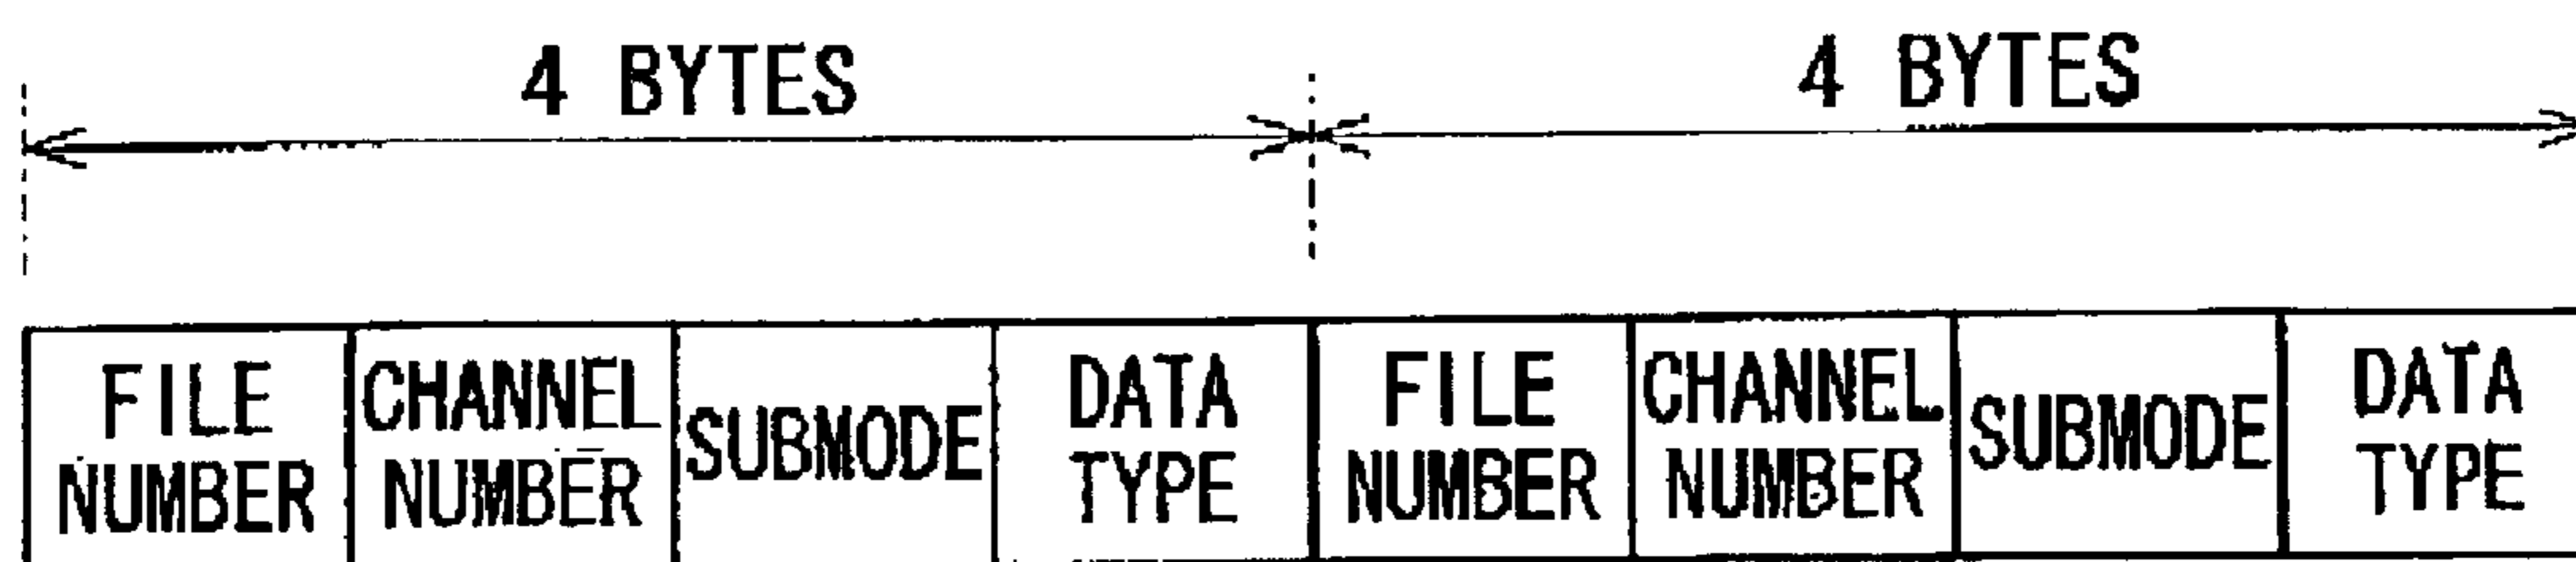 4 BYTES
4 BYTES
FILE
NUMBER
CHANNEL
NUMBER
SUBMODE
DATA
TYPE
FILE
NUMBER
CHANNEL
NUMBER
SUBMODE
DATA
TYPE